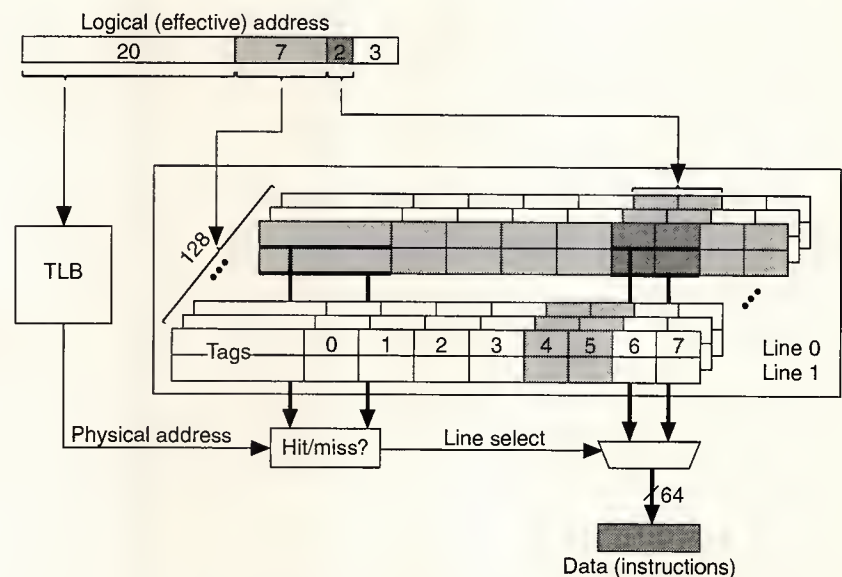 Logical (effective) address
20 7 2 3
128
TLB
Tags 0 1 2 3 4 5 6 7
Line 0
Line 1
Physical address
Hit/miss?
Line select
64
Data (instructions)